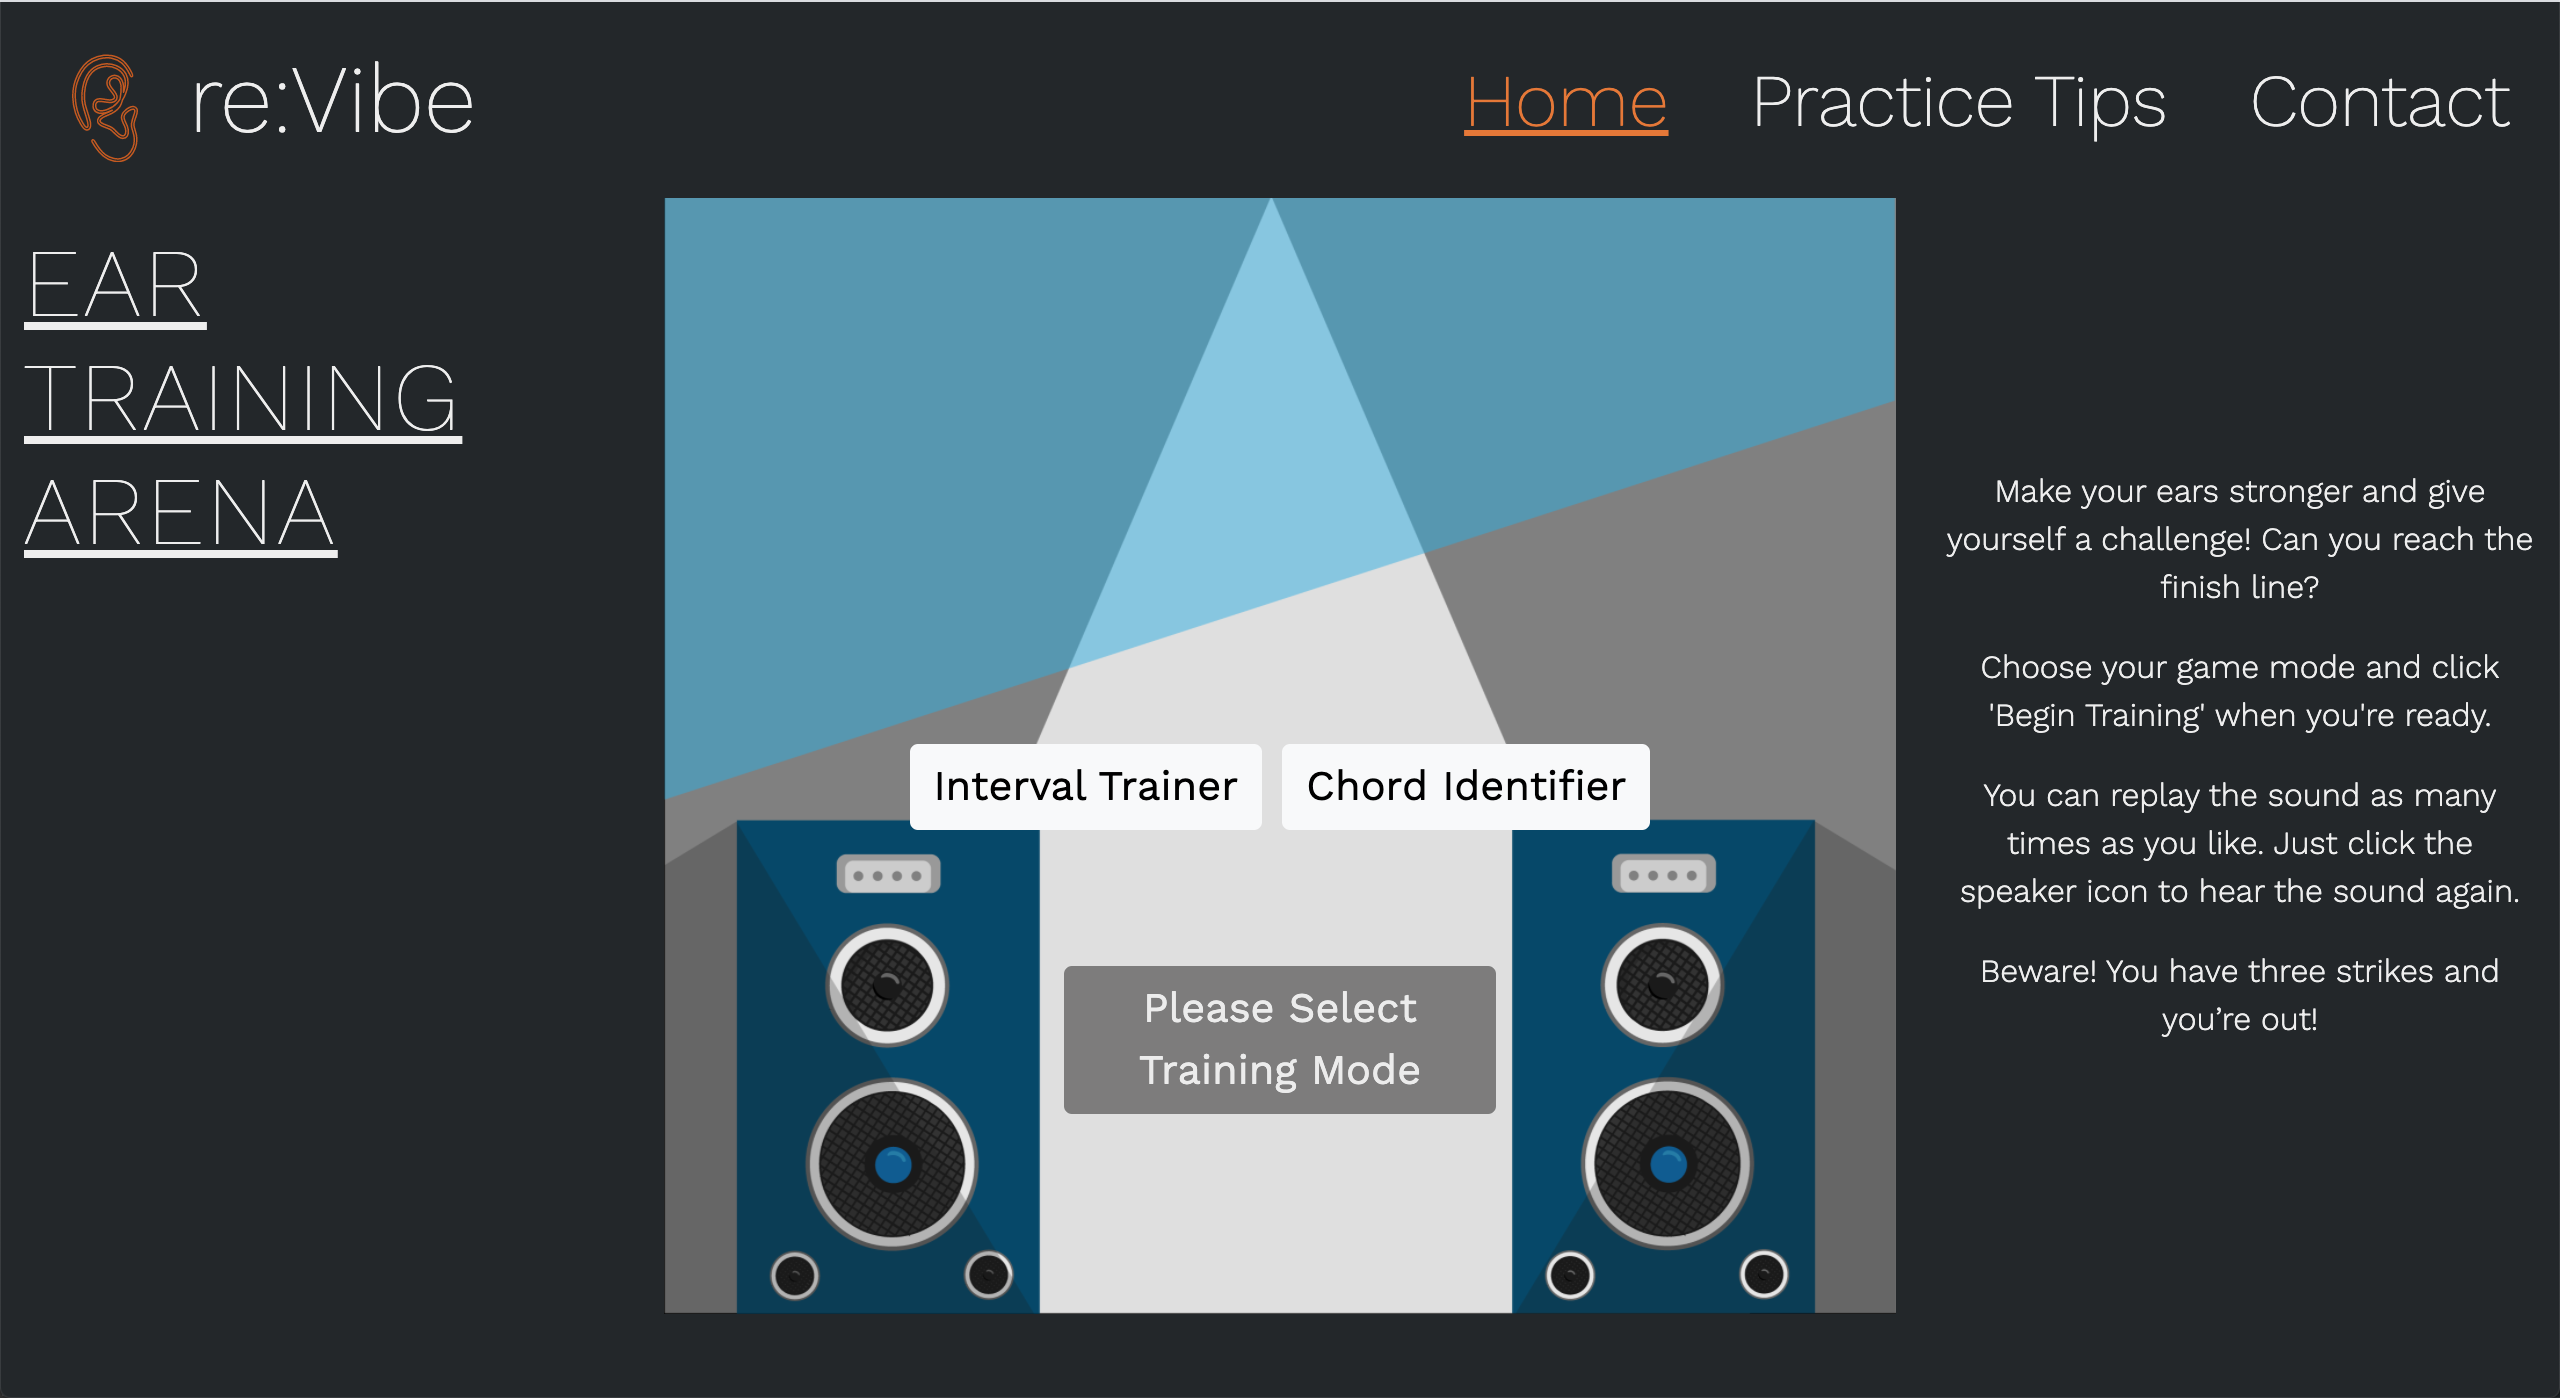 re:Vibe
Home
Practice Tips
Contact
EAR
TRAINING
ARENA
Interval Trainer
Chord Identifier
Please Select
Training Mode
Make your ears stronger and give
yourself a challenge! Can you reach the
finish line?
Choose your game mode and click
'Begin Training' when you're ready.
You can replay the sound as many
times as you like. Just click the
speaker icon to hear the sound again.
Beware! You have three strikes and
you’re out!